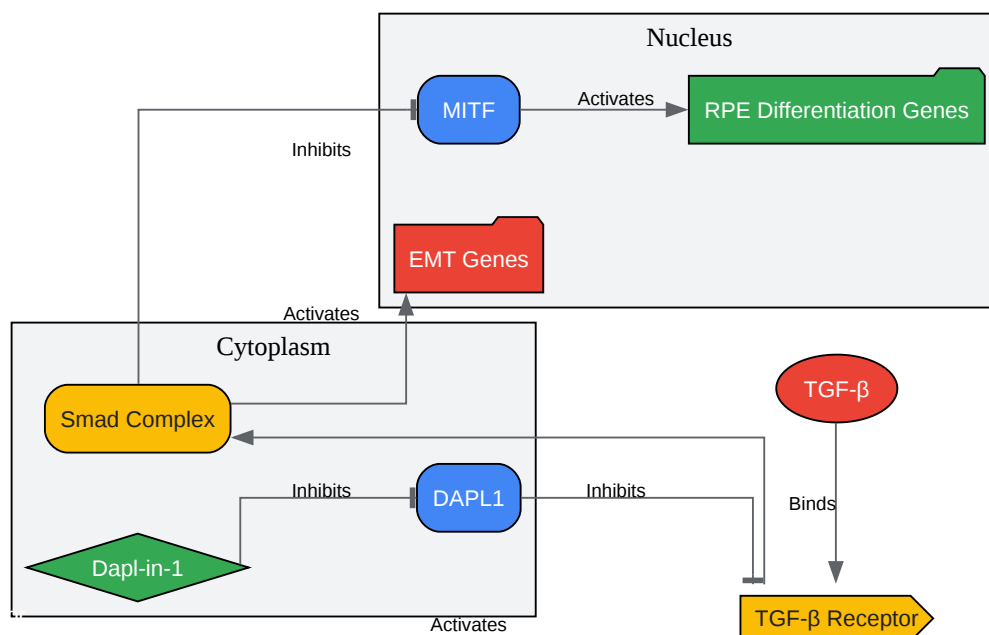 Nucleus
MITF
Activates
RPE Differentiation Genes
Inhibits
EMT Genes
Activates
Cytoplasm
TGF-β
Smad Complex
Inhibits
DAPL1
Inhibits
Binds
Dapl-in-1
TGF-β Receptor
Activates